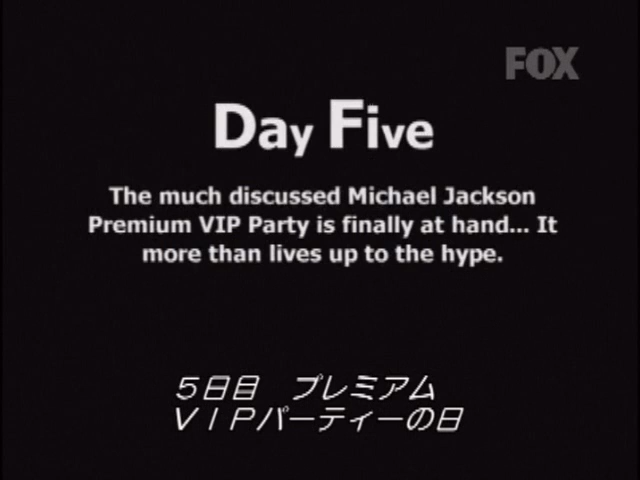 FOX
Day Five
The much discussed Michael Jackson
Premium VIP Party is finally at hand... It
more than lives up to the hype.
5日目　プレミアム
ＶＩＰパーティーの日